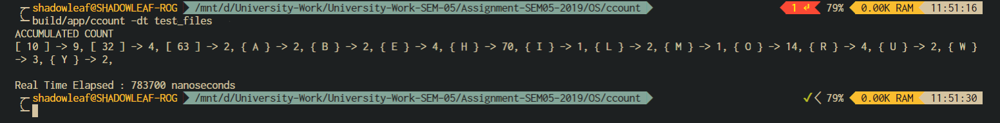 shadowleaf@SHADOWLEAF-ROG /mnt/d/University-Work/University-Work-SEM-05/Assignment-SEM05-2019/OS/ccount 1 ↵ 79% 0.00K RAM 11:51:16
build/app/ccount -dt test_files
ACCUMULATED COUNT
[ 10 ] -> 9, [ 32 ] -> 4, [ 63 ] -> 2, { A } -> 2, { B } -> 2, { E } -> 4, { H } -> 70, { I } -> 1, { L } -> 2, { M } -> 1, { O } -> 14, { R } -> 4, { U } -> 2, { W }
-> 3, { Y } -> 2,
Real Time Elapsed : 783700 nanoseconds
shadowleaf@SHADOWLEAF-ROG /mnt/d/University-Work/University-Work-SEM-05/Assignment-SEM05-2019/OS/ccount ✓ 79% 0.00K RAM 11:51:30